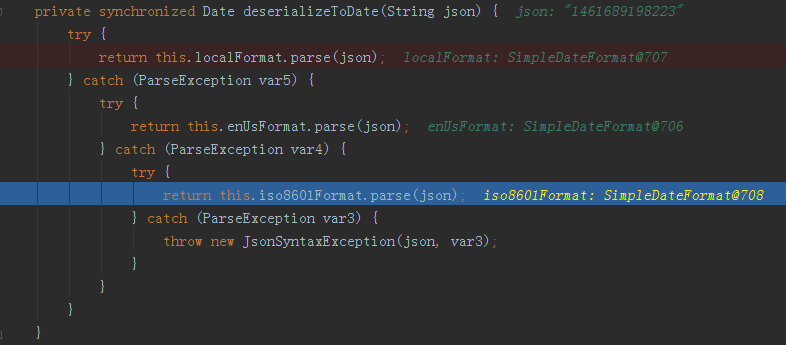 private synchronized Date deserializeToDate(String json) {  json: "1461689198223"
    try {
        return this.localFormat.parse(json);  localFormat: SimpleDateFormat@707
    } catch (ParseException var5) {
        try {
            return this.enUsFormat.parse(json);  enUsFormat: SimpleDateFormat@706
        } catch (ParseException var4) {
            try {
                return this.iso8601Format.parse(json);  iso8601Format: SimpleDateFormat@708
            } catch (ParseException var3) {
                throw new JsonSyntaxException(json, var3);
            }
        }
    }
}